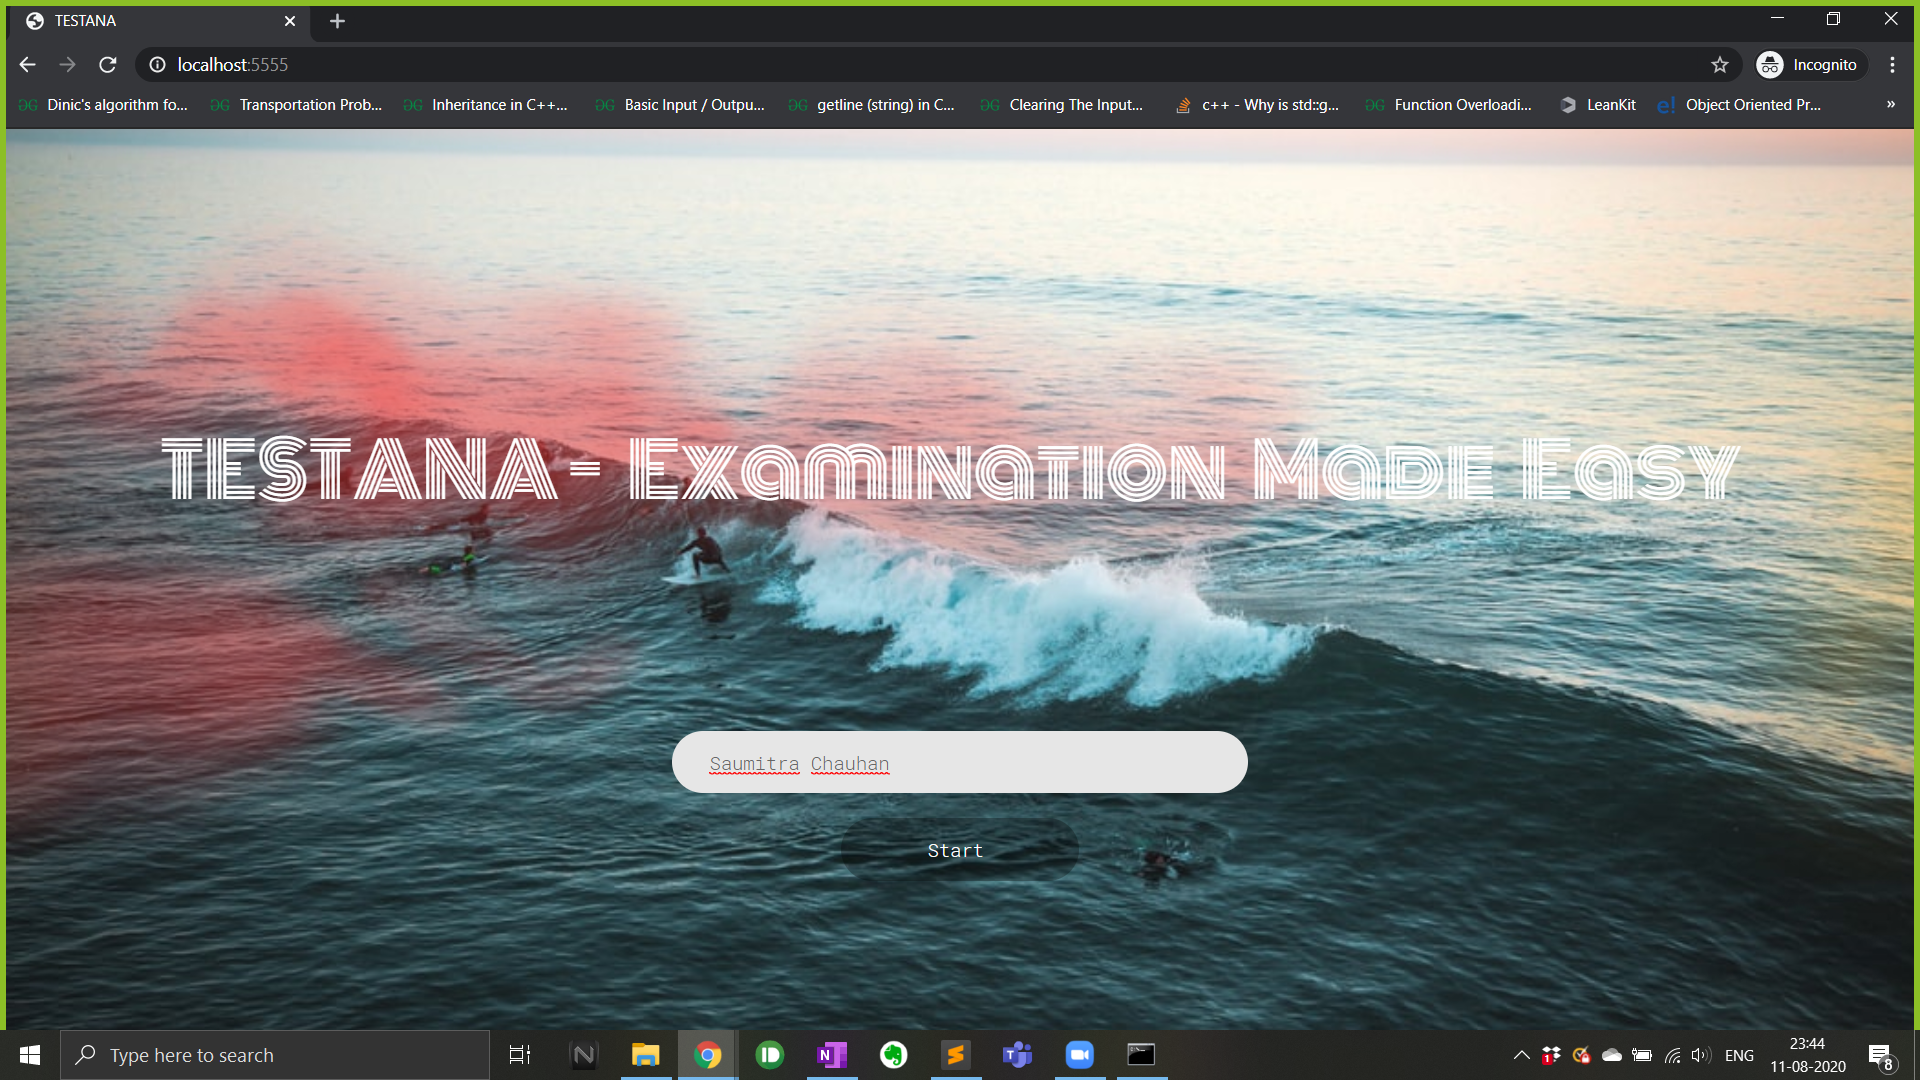 TESTANA
localhost:5555
Incognito
Dinic's algorithm fo...
Transportation Prob...
Inheritance in C++...
Basic Input / Outpu...
getline (string) in C...
Clearing The Input...
c++ - Why is std::g...
Function Overloadi...
LeanKit
e!
Object Oriented Pr...
»
TESTANA- Examination Made Easy
Saumitra Chauhan
Start
Type here to search
ENG
23:44
11-08-2020
1
8